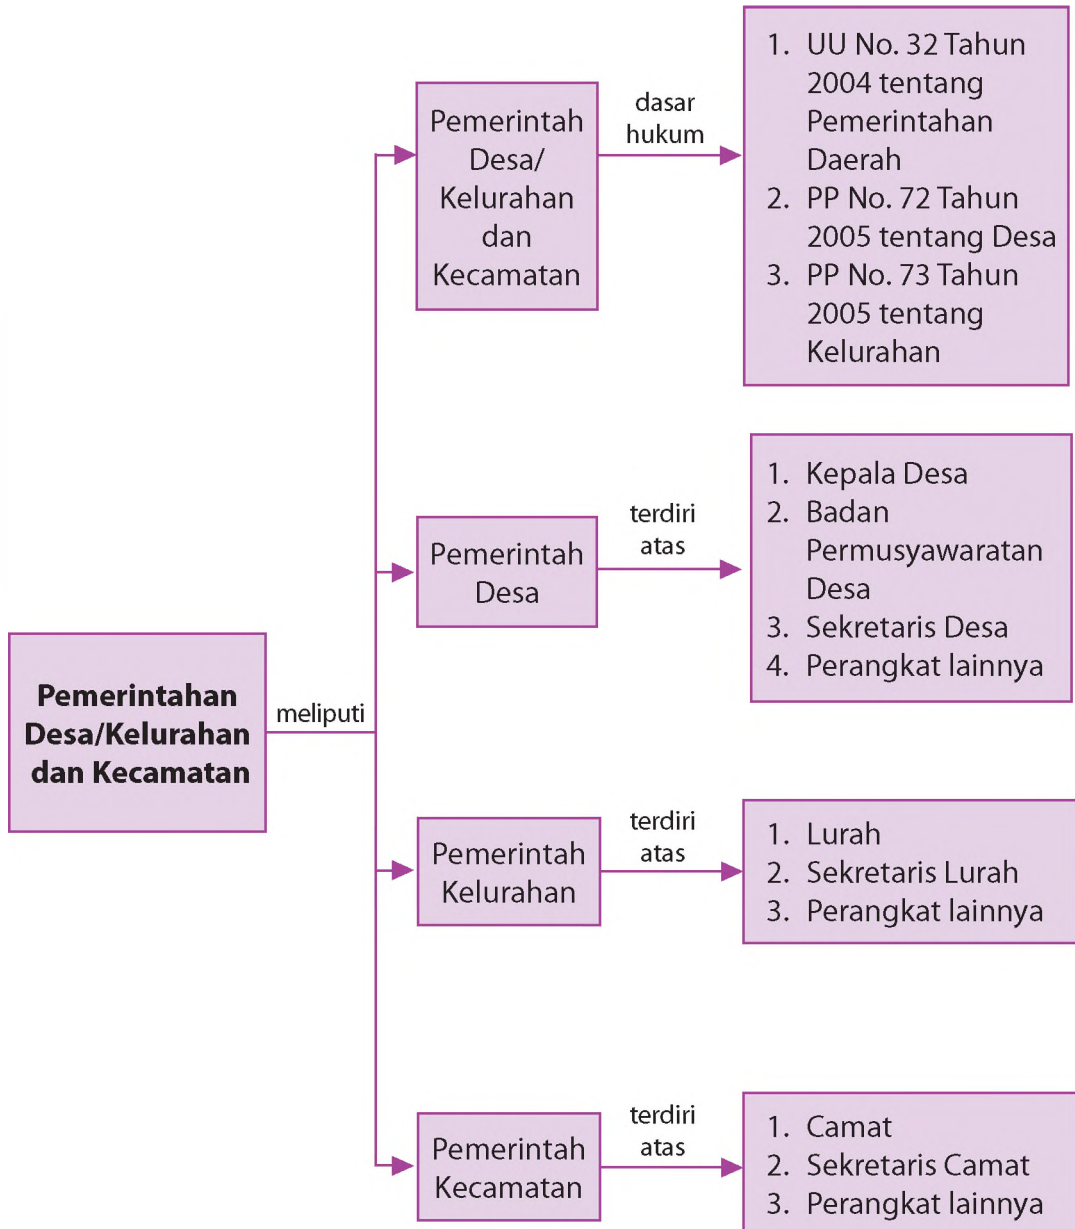 Pemerintahan
Desa/Kelurahan
dan Kecamatan
meliputi
Pemerintah
Desa/
Kelurahan
dan
Kecamatan
dasar
hukum
1. UU No. 32 Tahun
2004 tentang
Pemerintahan
Daerah
2. PP No. 72 Tahun
2005 tentang Desa
3. PP No. 73 Tahun
2005 tentang
Kelurahan
Pemerintah
Desa
terdiri
atas
1. Kepala Desa
2. Badan
Permusyawaratan
Desa
3. Sekretaris Desa
4. Perangkat lainnya
Pemerintah
Kelurahan
terdiri
atas
1. Lurah
2. Sekretaris Lurah
3. Perangkat lainnya
Pemerintah
Kecamatan
terdiri
atas
1. Camat
2. Sekretaris Camat
3. Perangkat lainnya